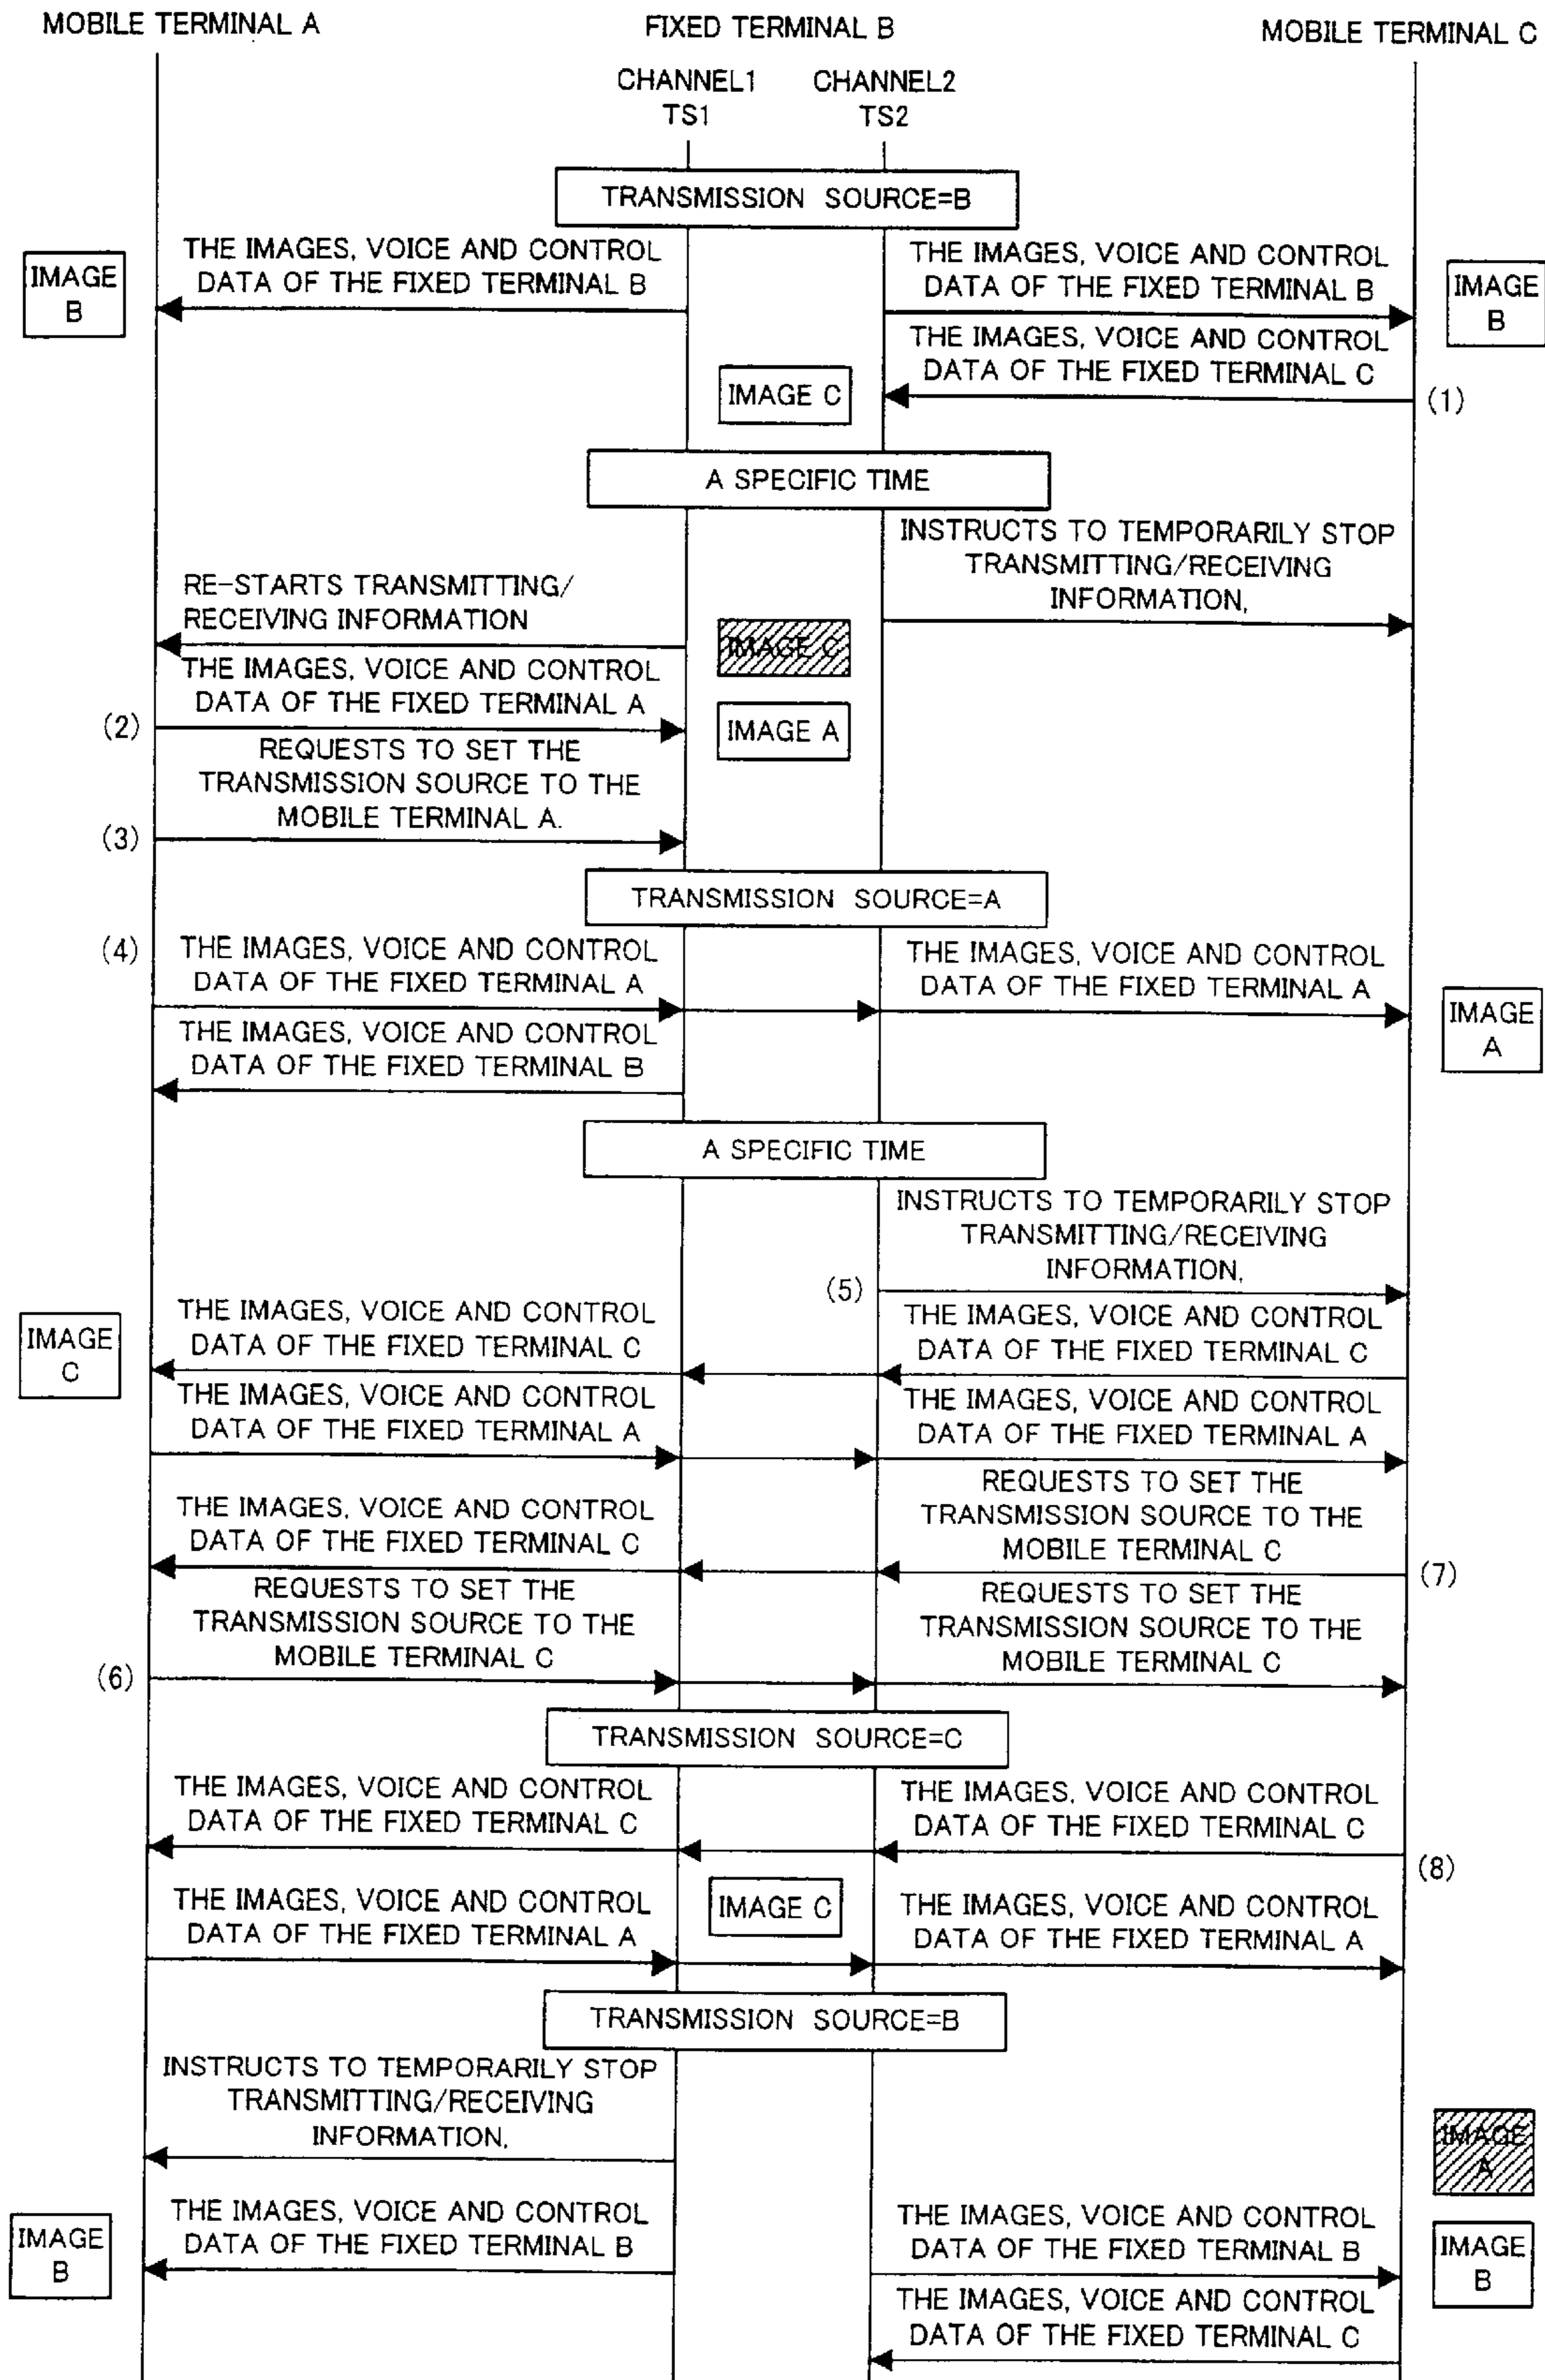 MOBILE TERMINAL A
FIXED TERMINAL B
MOBILE TERMINAL C
CHANNEL1
TS1
CHANNEL2
TS2
TRANSMISSION SOURCE=B
THE IMAGES, VOICE AND CONTROL
DATA OF THE FIXED TERMINAL B
IMAGE
B
THE IMAGES, VOICE AND CONTROL
DATA OF THE FIXED TERMINAL B
IMAGE
B
THE IMAGES, VOICE AND CONTROL
DATA OF THE FIXED TERMINAL C
IMAGE C
(1)
A SPECIFIC TIME
INSTRUCTS TO TEMPORARILY STOP
TRANSMITTING/RECEIVING
INFORMATION,
RE-STARTS TRANSMITTING/
RECEIVING INFORMATION
IMAGE C
THE IMAGES, VOICE AND CONTROL
DATA OF THE FIXED TERMINAL A
(2)
IMAGE A
REQUESTS TO SET THE
TRANSMISSION SOURCE TO THE
MOBILE TERMINAL A.
(3)
TRANSMISSION SOURCE=A
(4)
THE IMAGES, VOICE AND CONTROL
DATA OF THE FIXED TERMINAL A
THE IMAGES, VOICE AND CONTROL
DATA OF THE FIXED TERMINAL A
IMAGE
A
THE IMAGES, VOICE AND CONTROL
DATA OF THE FIXED TERMINAL B
A SPECIFIC TIME
INSTRUCTS TO TEMPORARILY STOP
TRANSMITTING/RECEIVING
INFORMATION,
(5)
THE IMAGES, VOICE AND CONTROL
DATA OF THE FIXED TERMINAL C
IMAGE
C
THE IMAGES, VOICE AND CONTROL
DATA OF THE FIXED TERMINAL C
THE IMAGES, VOICE AND CONTROL
DATA OF THE FIXED TERMINAL A
THE IMAGES, VOICE AND CONTROL
DATA OF THE FIXED TERMINAL A
THE IMAGES, VOICE AND CONTROL
DATA OF THE FIXED TERMINAL C
REQUESTS TO SET THE
TRANSMISSION SOURCE TO THE
MOBILE TERMINAL C
(7)
REQUESTS TO SET THE
TRANSMISSION SOURCE TO THE
MOBILE TERMINAL C
(6)
REQUESTS TO SET THE
TRANSMISSION SOURCE TO THE
MOBILE TERMINAL C
TRANSMISSION SOURCE=C
THE IMAGES, VOICE AND CONTROL
DATA OF THE FIXED TERMINAL C
THE IMAGES, VOICE AND CONTROL
DATA OF THE FIXED TERMINAL C
(8)
THE IMAGES, VOICE AND CONTROL
DATA OF THE FIXED TERMINAL A
IMAGE C
THE IMAGES, VOICE AND CONTROL
DATA OF THE FIXED TERMINAL A
TRANSMISSION SOURCE=B
INSTRUCTS TO TEMPORARILY STOP
TRANSMITTING/RECEIVING
INFORMATION,
IMAGE
A
THE IMAGES, VOICE AND CONTROL
DATA OF THE FIXED TERMINAL B
IMAGE
B
THE IMAGES, VOICE AND CONTROL
DATA OF THE FIXED TERMINAL B
IMAGE
B
THE IMAGES, VOICE AND CONTROL
DATA OF THE FIXED TERMINAL C